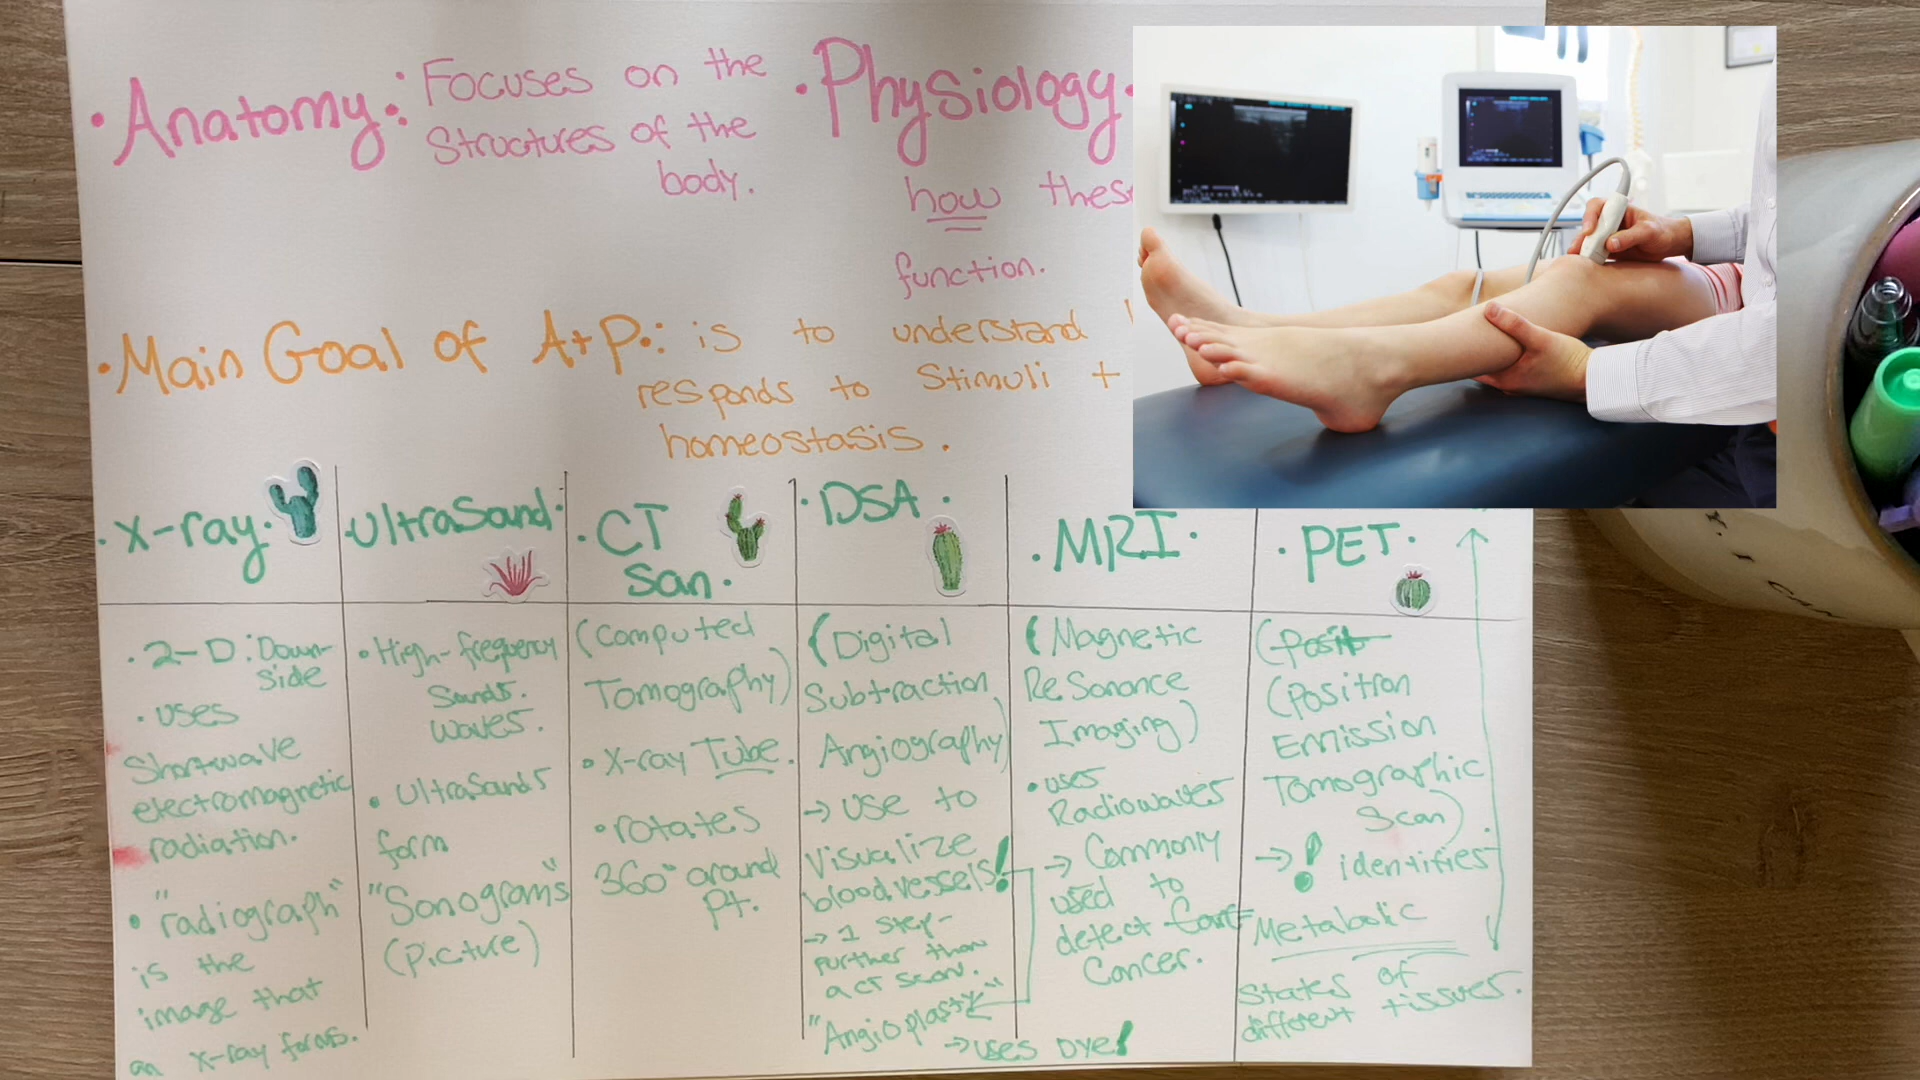 • Anatomy: Focuses on the
Structures of the
body.
• Physiology •
how these
function.
• Main Goal of A+P.: is to understand
responds to Stimuli +
homeostasis.
• X-ray.
• 2-D: Down-
side
• uses
Shortwave
electromagnetic
radiation.
• "radiograph"
is the
image that
an x-ray forms.
• UltraSound •
• High-frequency
Sounds.
waves.
• UltraSounds
form
"Sonograms"
(Picture)
• CT
San •
(Computed
Tomography)
• X-ray Tube.
• rotates
360° around
Pt.
• DSA •
(Digital
Subtraction
Angiography)
→ USE to
Visualize
blood vessels!
→ 1 step-
further than
a CT scan.
"Angioplasty"
→ uses DYE!
• MRI •
(Magnetic
ReSonance
Imaging)
• uses
Radiowaves
→ Commonly
used to
detect
Cancer.
• PET •
(Posit
(Positron
Emission
Tomographic
Scan)
→ ! identifies
Metabolic
States of
different tissues.